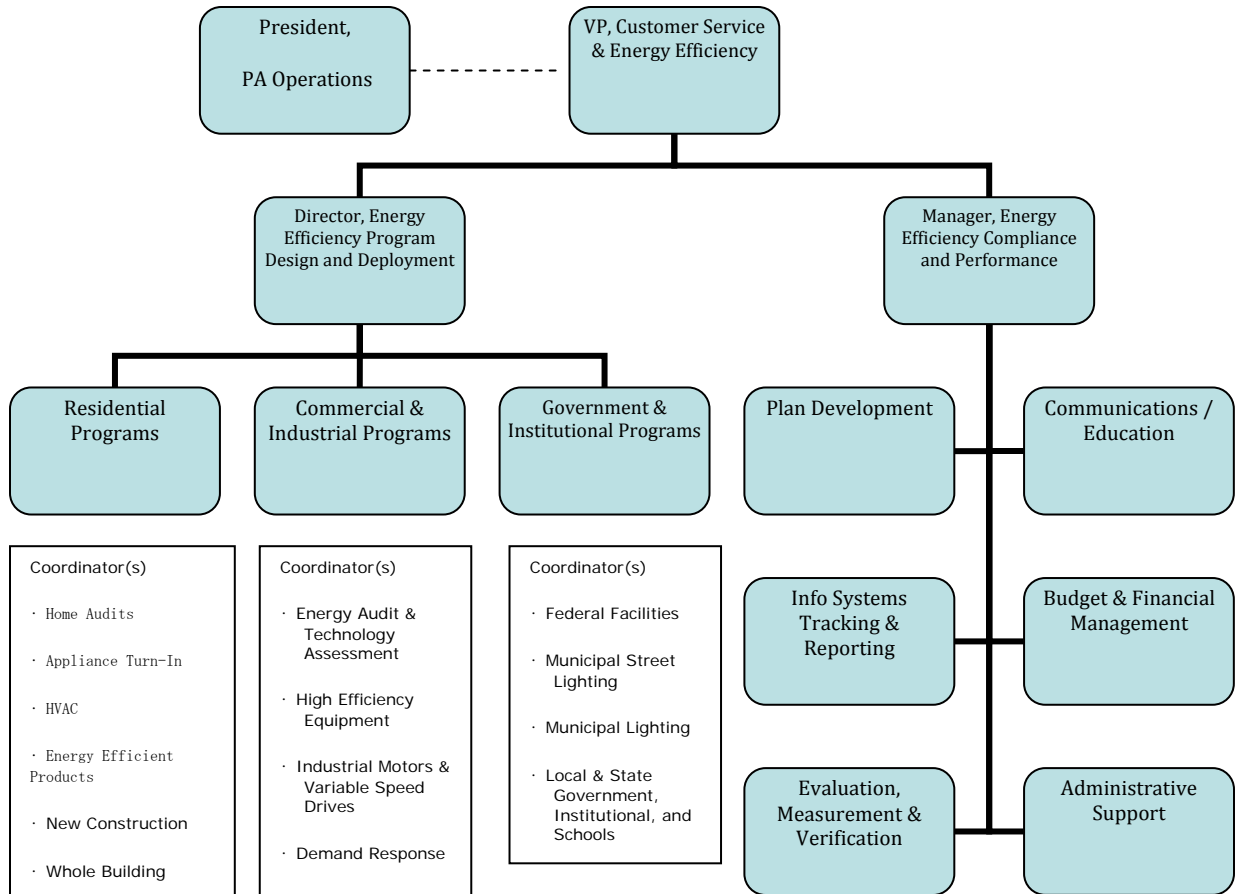 President,
PA Operations
VP, Customer Service
& Energy Efficiency
Director, Energy
Efficiency Program
Design and Deployment
Manager, Energy
Efficiency Compliance
and Performance
Residential
Programs
Commercial &
Industrial Programs
Government &
Institutional Programs
Plan Development
Communications /
Education
Coordinator(s)
· Home Audits
· Appliance Turn-In
· HVAC
· Energy Efficient
Products
· New Construction
· Whole Building
Coordinator(s)
· Energy Audit &
Technology
Assessment
· High Efficiency
Equipment
· Industrial Motors &
Variable Speed
Drives
· Demand Response
Coordinator(s)
· Federal Facilities
· Municipal Street
Lighting
· Municipal Lighting
· Local & State
Government,
Institutional, and
Schools
Info Systems
Tracking &
Reporting
Budget & Financial
Management
Evaluation,
Measurement &
Verification
Administrative
Support